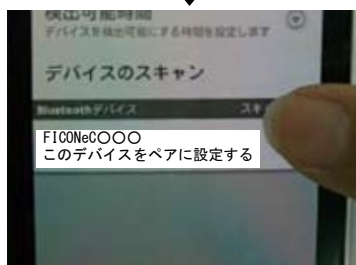 検出可能時間
デバイスを検出可能にする時間を設定します
デバイスのスキャン
Bluetoothデバイス
スキ
FICONeC〇〇〇
このデバイスをペアに設定する